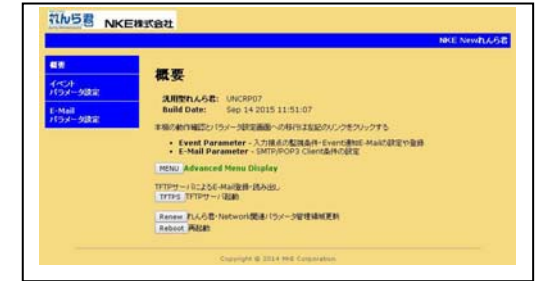 れんら君 NKE株式会社
NKE Newれんら君
概要
イベント
パラメータ設定
E-Mail
パラメータ設定
概要
汎用型れんら君: UNCRP07
Build Date: Sep 14 2015 11:51:07
本機の動作確認とパラメータ設定画面への移行は左記のリンクをクリックする
• Event Parameter - 入力接点の監視条件・Event通知E-Mailの設定や登録
• E-Mail Parameter - SMTP/POP3 Client条件の設定
MENU Advanced Menu Display
TFTPサーバによるE-Mail登録・読み出し
TFTPS TFTPサーバ起動
Renew れんら君・Network関連パラメータ管理領域更新
Reboot 再起動
Copyright © 2014 NKE Corporation